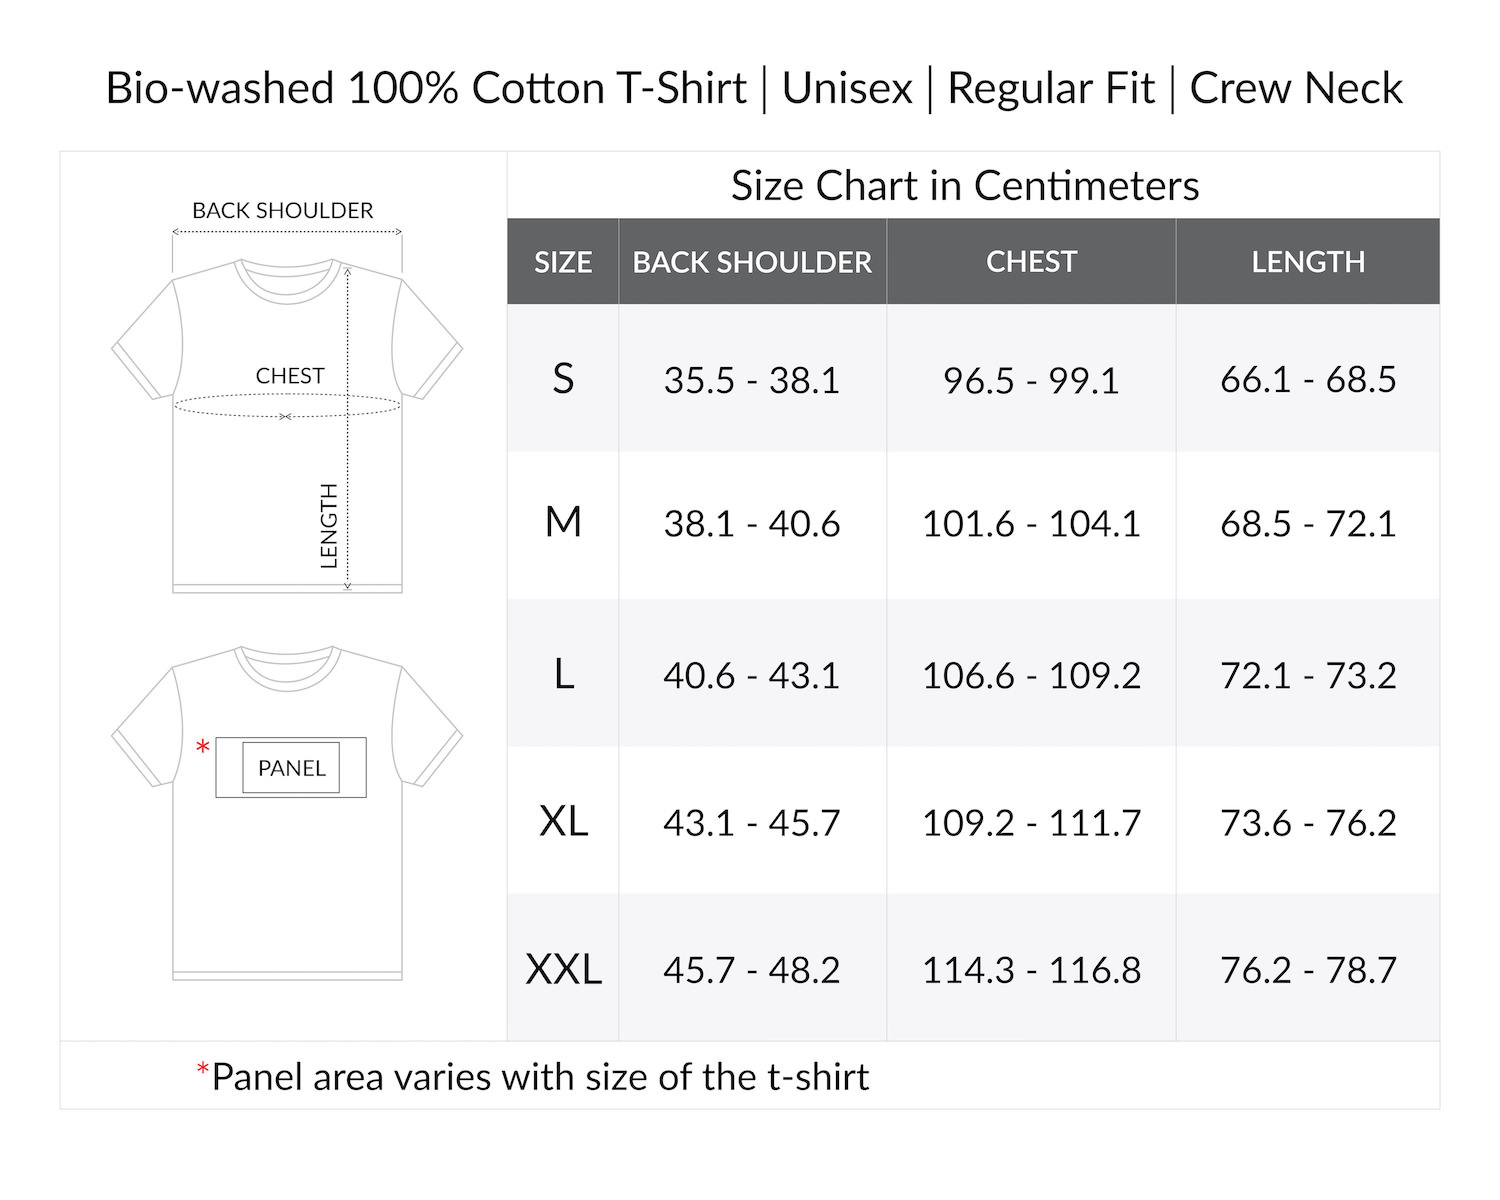 Bio-washed 100% Cotton T-Shirt | Unisex | Regular Fit | Crew Neck
Size Chart in Centimeters
BACK SHOULDER
CHEST
LENGTH
*
PANEL
SIZE BACK SHOULDER CHEST LENGTH
S 35.5 - 38.1 96.5 - 99.1 66.1 - 68.5
M 38.1 - 40.6 101.6 - 104.1 68.5 - 72.1
L 40.6 - 43.1 106.6 - 109.2 72.1 - 73.2
XL 43.1 - 45.7 109.2 - 111.7 73.6 - 76.2
XXL 45.7 - 48.2 114.3 - 116.8 76.2 - 78.7
*Panel area varies with size of the t-shirt